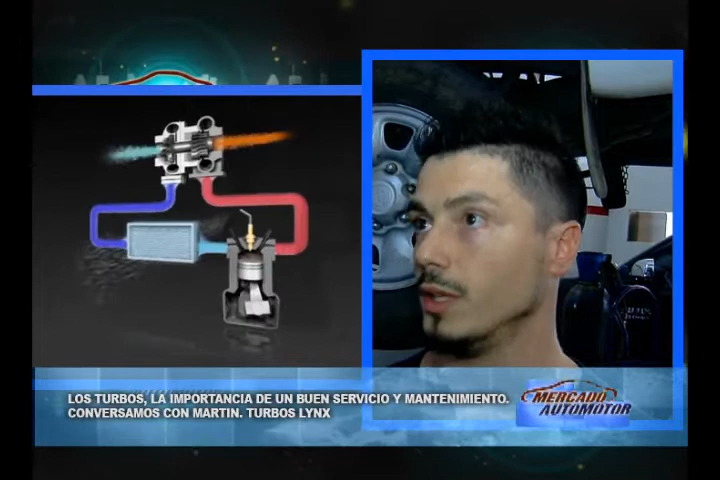 LOS TURBOS, LA IMPORTANCIA DE UN BUEN SERVICIO Y MANTENIMIENTO.
CONVERSAMOS CON MARTIN. TURBOS LYNX
MERCADO
AUTOMOTOR